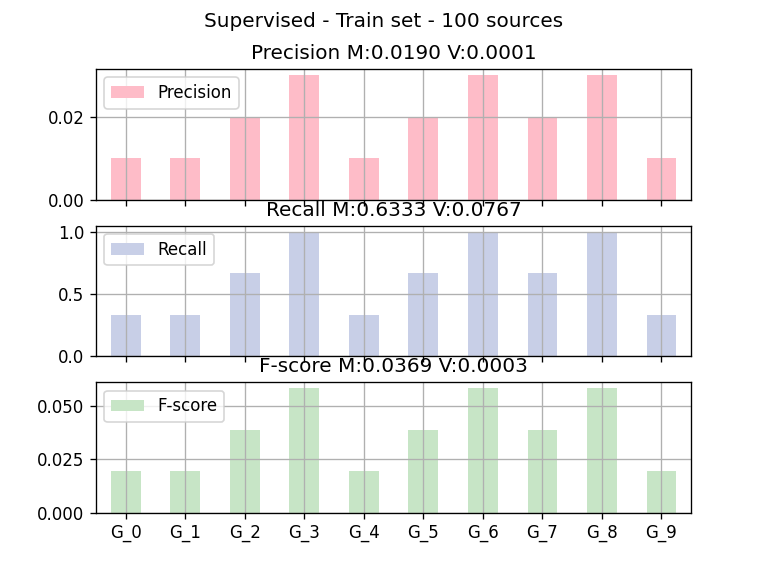 Supervised - Train set - 100 sources
Precision M:0.0190 V:0.0001
Precision
0.02
0.00
Recall M:0.6333 V:0.0767
Recall
1.0
0.5
0.0
F-score M:0.0369 V:0.0003
F-score
0.050
0.025
0.000
G_0 G_1 G_2 G_3 G_4 G_5 G_6 G_7 G_8 G_9